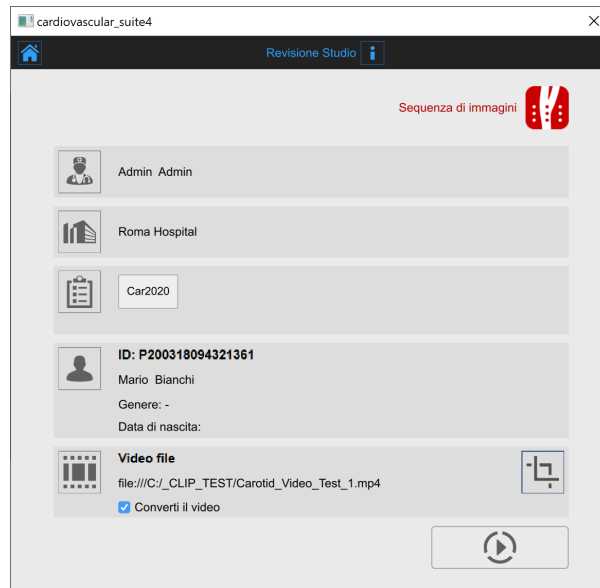 cardiovascular_suite4
Revisione Studio
Sequenza di immagini
Admin Admin
Roma Hospital
Car2020
ID: P200318094321361
Mario Bianchi
Genere: -
Data di nascita:
Video file
file:///C:/_CLIP_TEST/Carotid_Video_Test_1.mp4
Converti il video